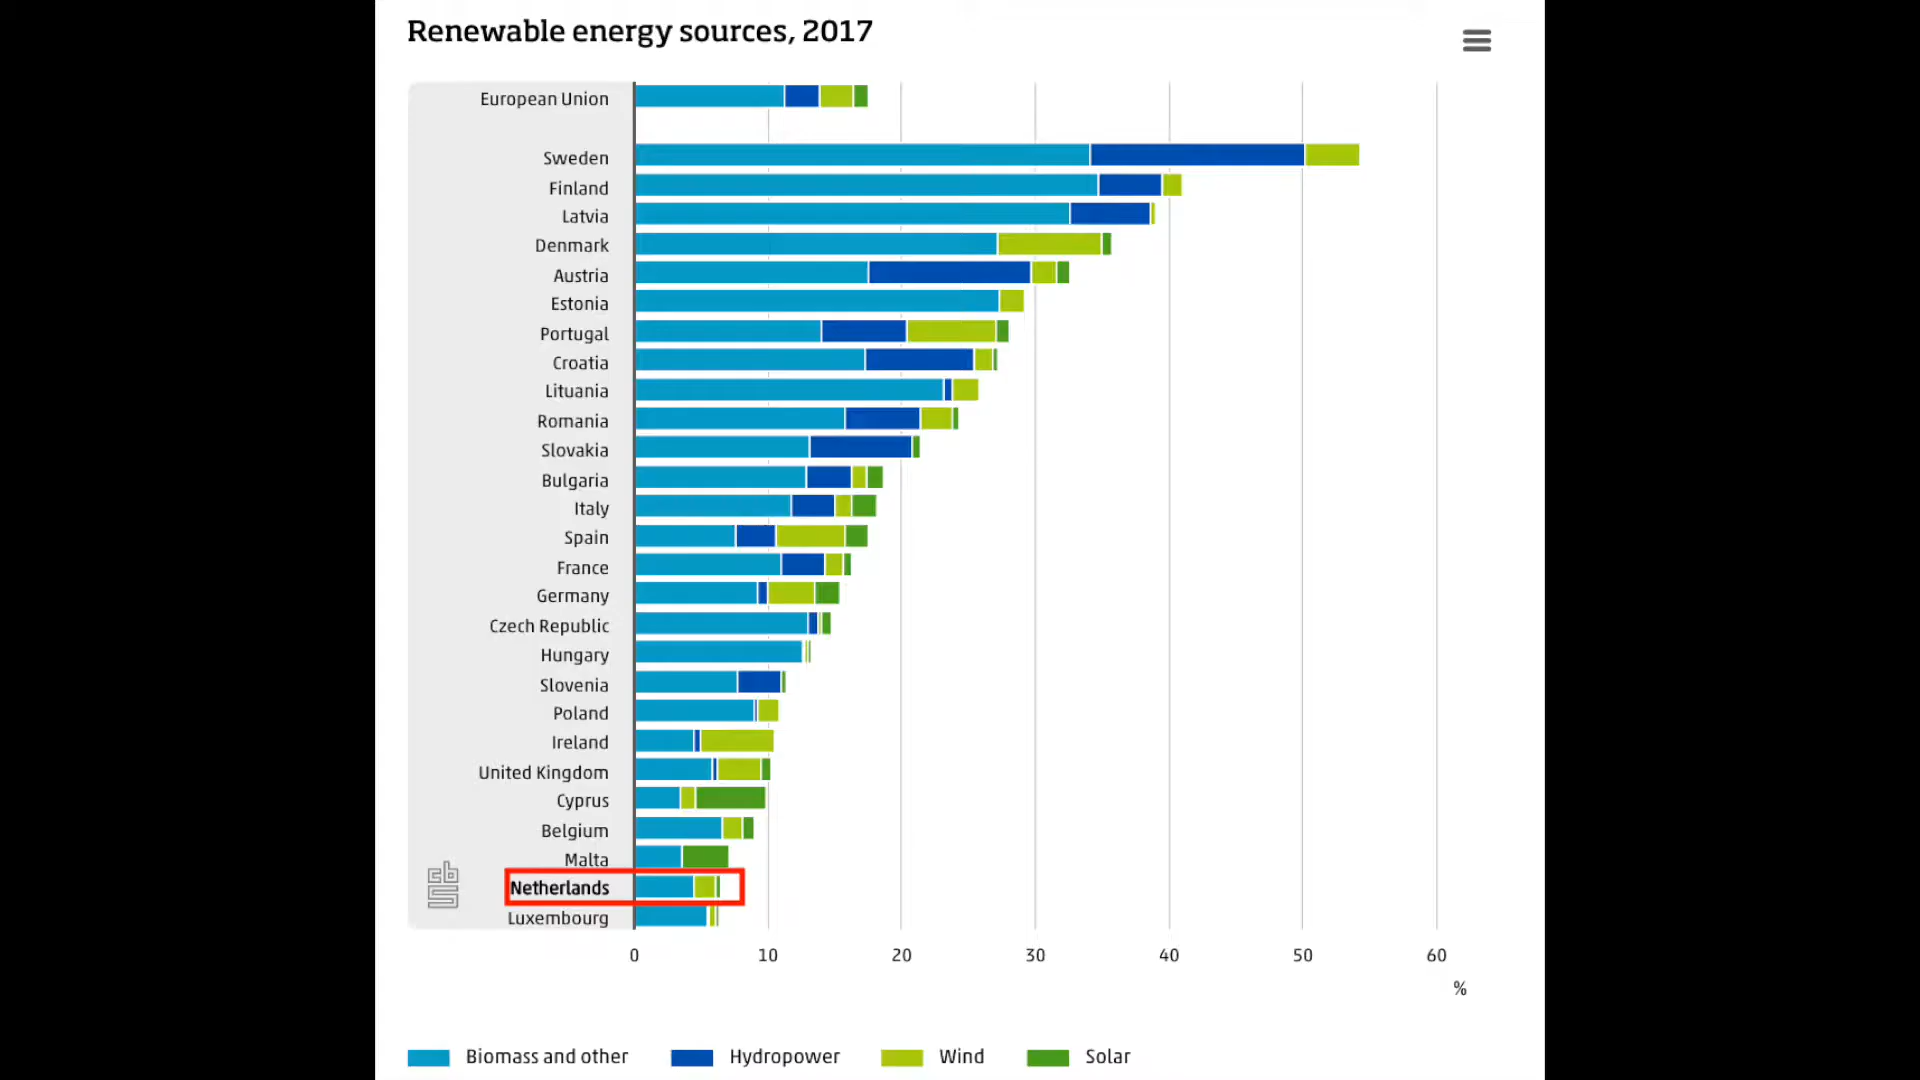 Renewable energy sources, 2017
European Union
Sweden
Finland
Latvia
Denmark
Austria
Estonia
Portugal
Croatia
Lituania
Romania
Slovakia
Bulgaria
Italy
Spain
France
Germany
Czech Republic
Hungary
Slovenia
Poland
Ireland
United Kingdom
Cyprus
Belgium
Malta
Netherlands
Luxembourg
cbs
0 10 20 30 40 50 60
%
Biomass and other Hydropower Wind Solar